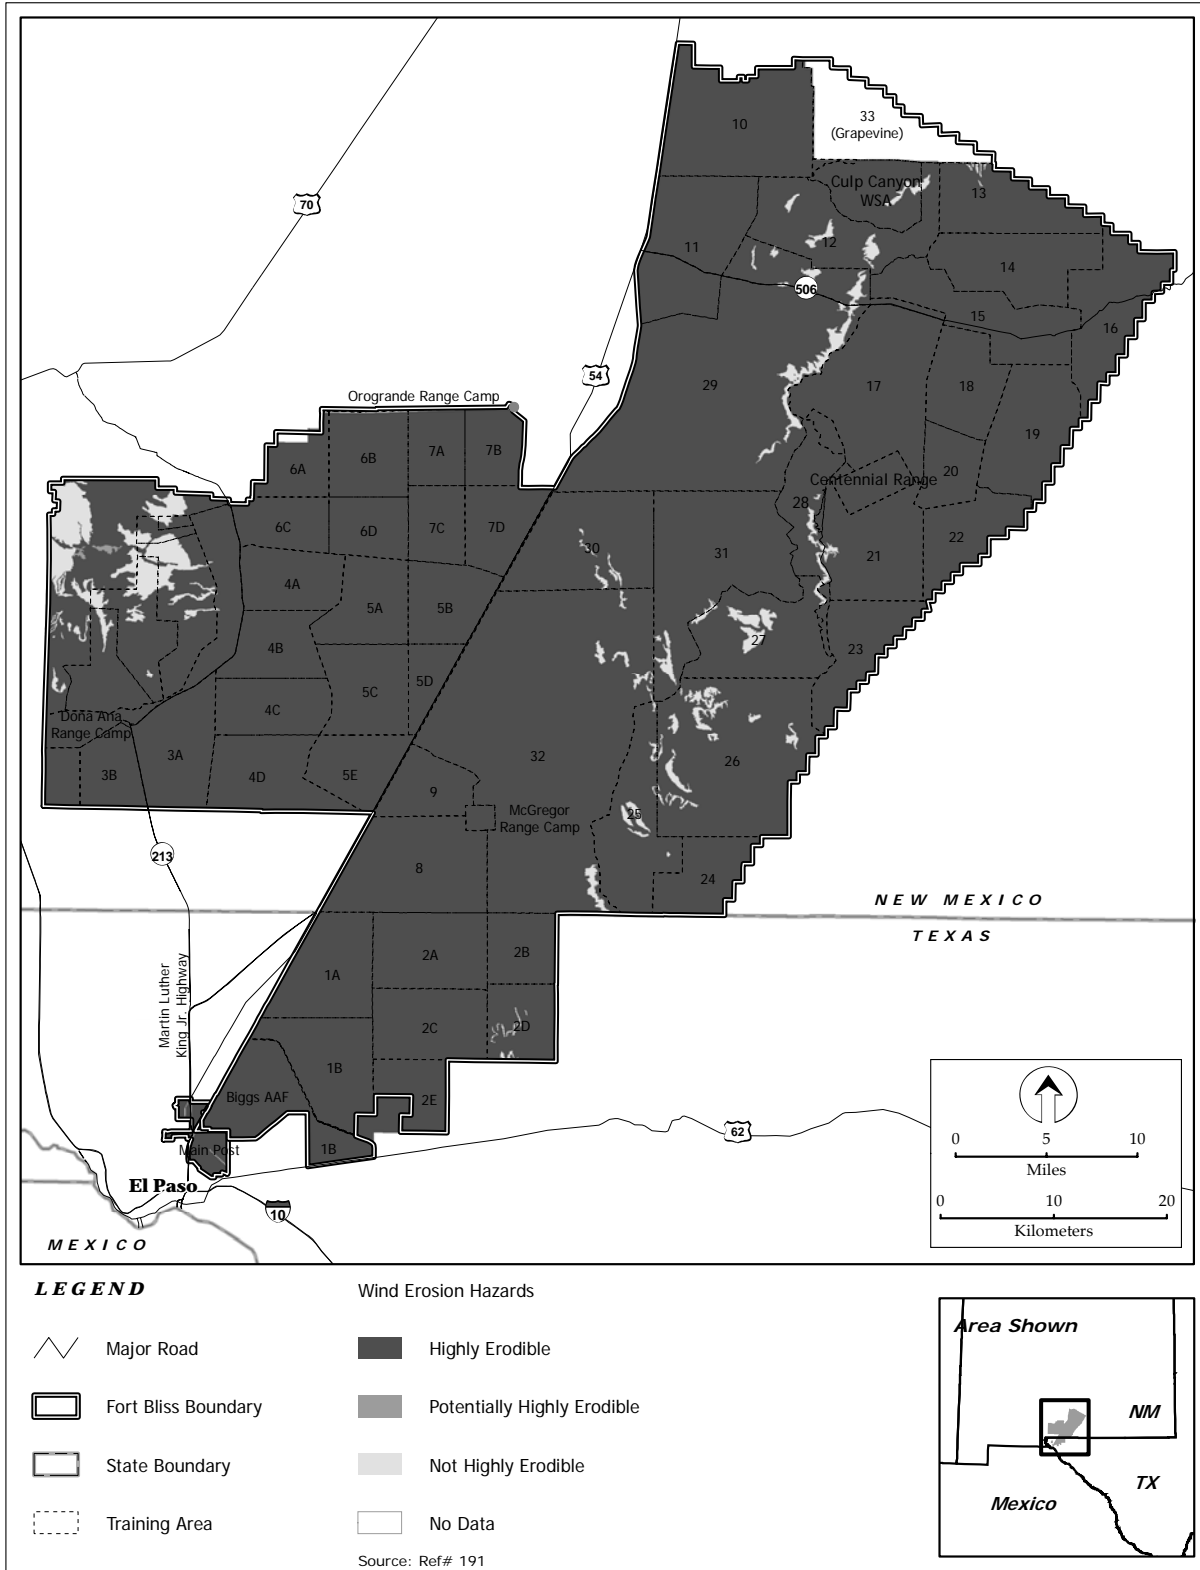 33
(Grapevine)
10
Culp Canyon
WSA
13
70
11
12
14
506
15
16
54
29
17
18
19
Orogrande Range Camp
6A
6B
7A
7B
20
Centennial Range
28
6C
6D
7C
7D
22
30
31
21
4A
5A
5B
27
23
4B
5C
5D
4C
Doña Ana
Range Camp
3A
3B
4D
5E
32
26
9
McGregor
Range Camp
25
213
8
24
NEW MEXICO
TEXAS
Martin Luther
King Jr. Highway
1A
2A
2B
2C
2D
1B
Biggs AAF
2E
Main Post
1B
62
El Paso
10
MEXICO
0 5 10
Miles
0 10 20
Kilometers
LEGEND
Major Road
Fort Bliss Boundary
State Boundary
Training Area
Wind Erosion Hazards
Highly Erodible
Potentially Highly Erodible
Not Highly Erodible
No Data
Source: Ref# 191
Area Shown
NM
TX
Mexico